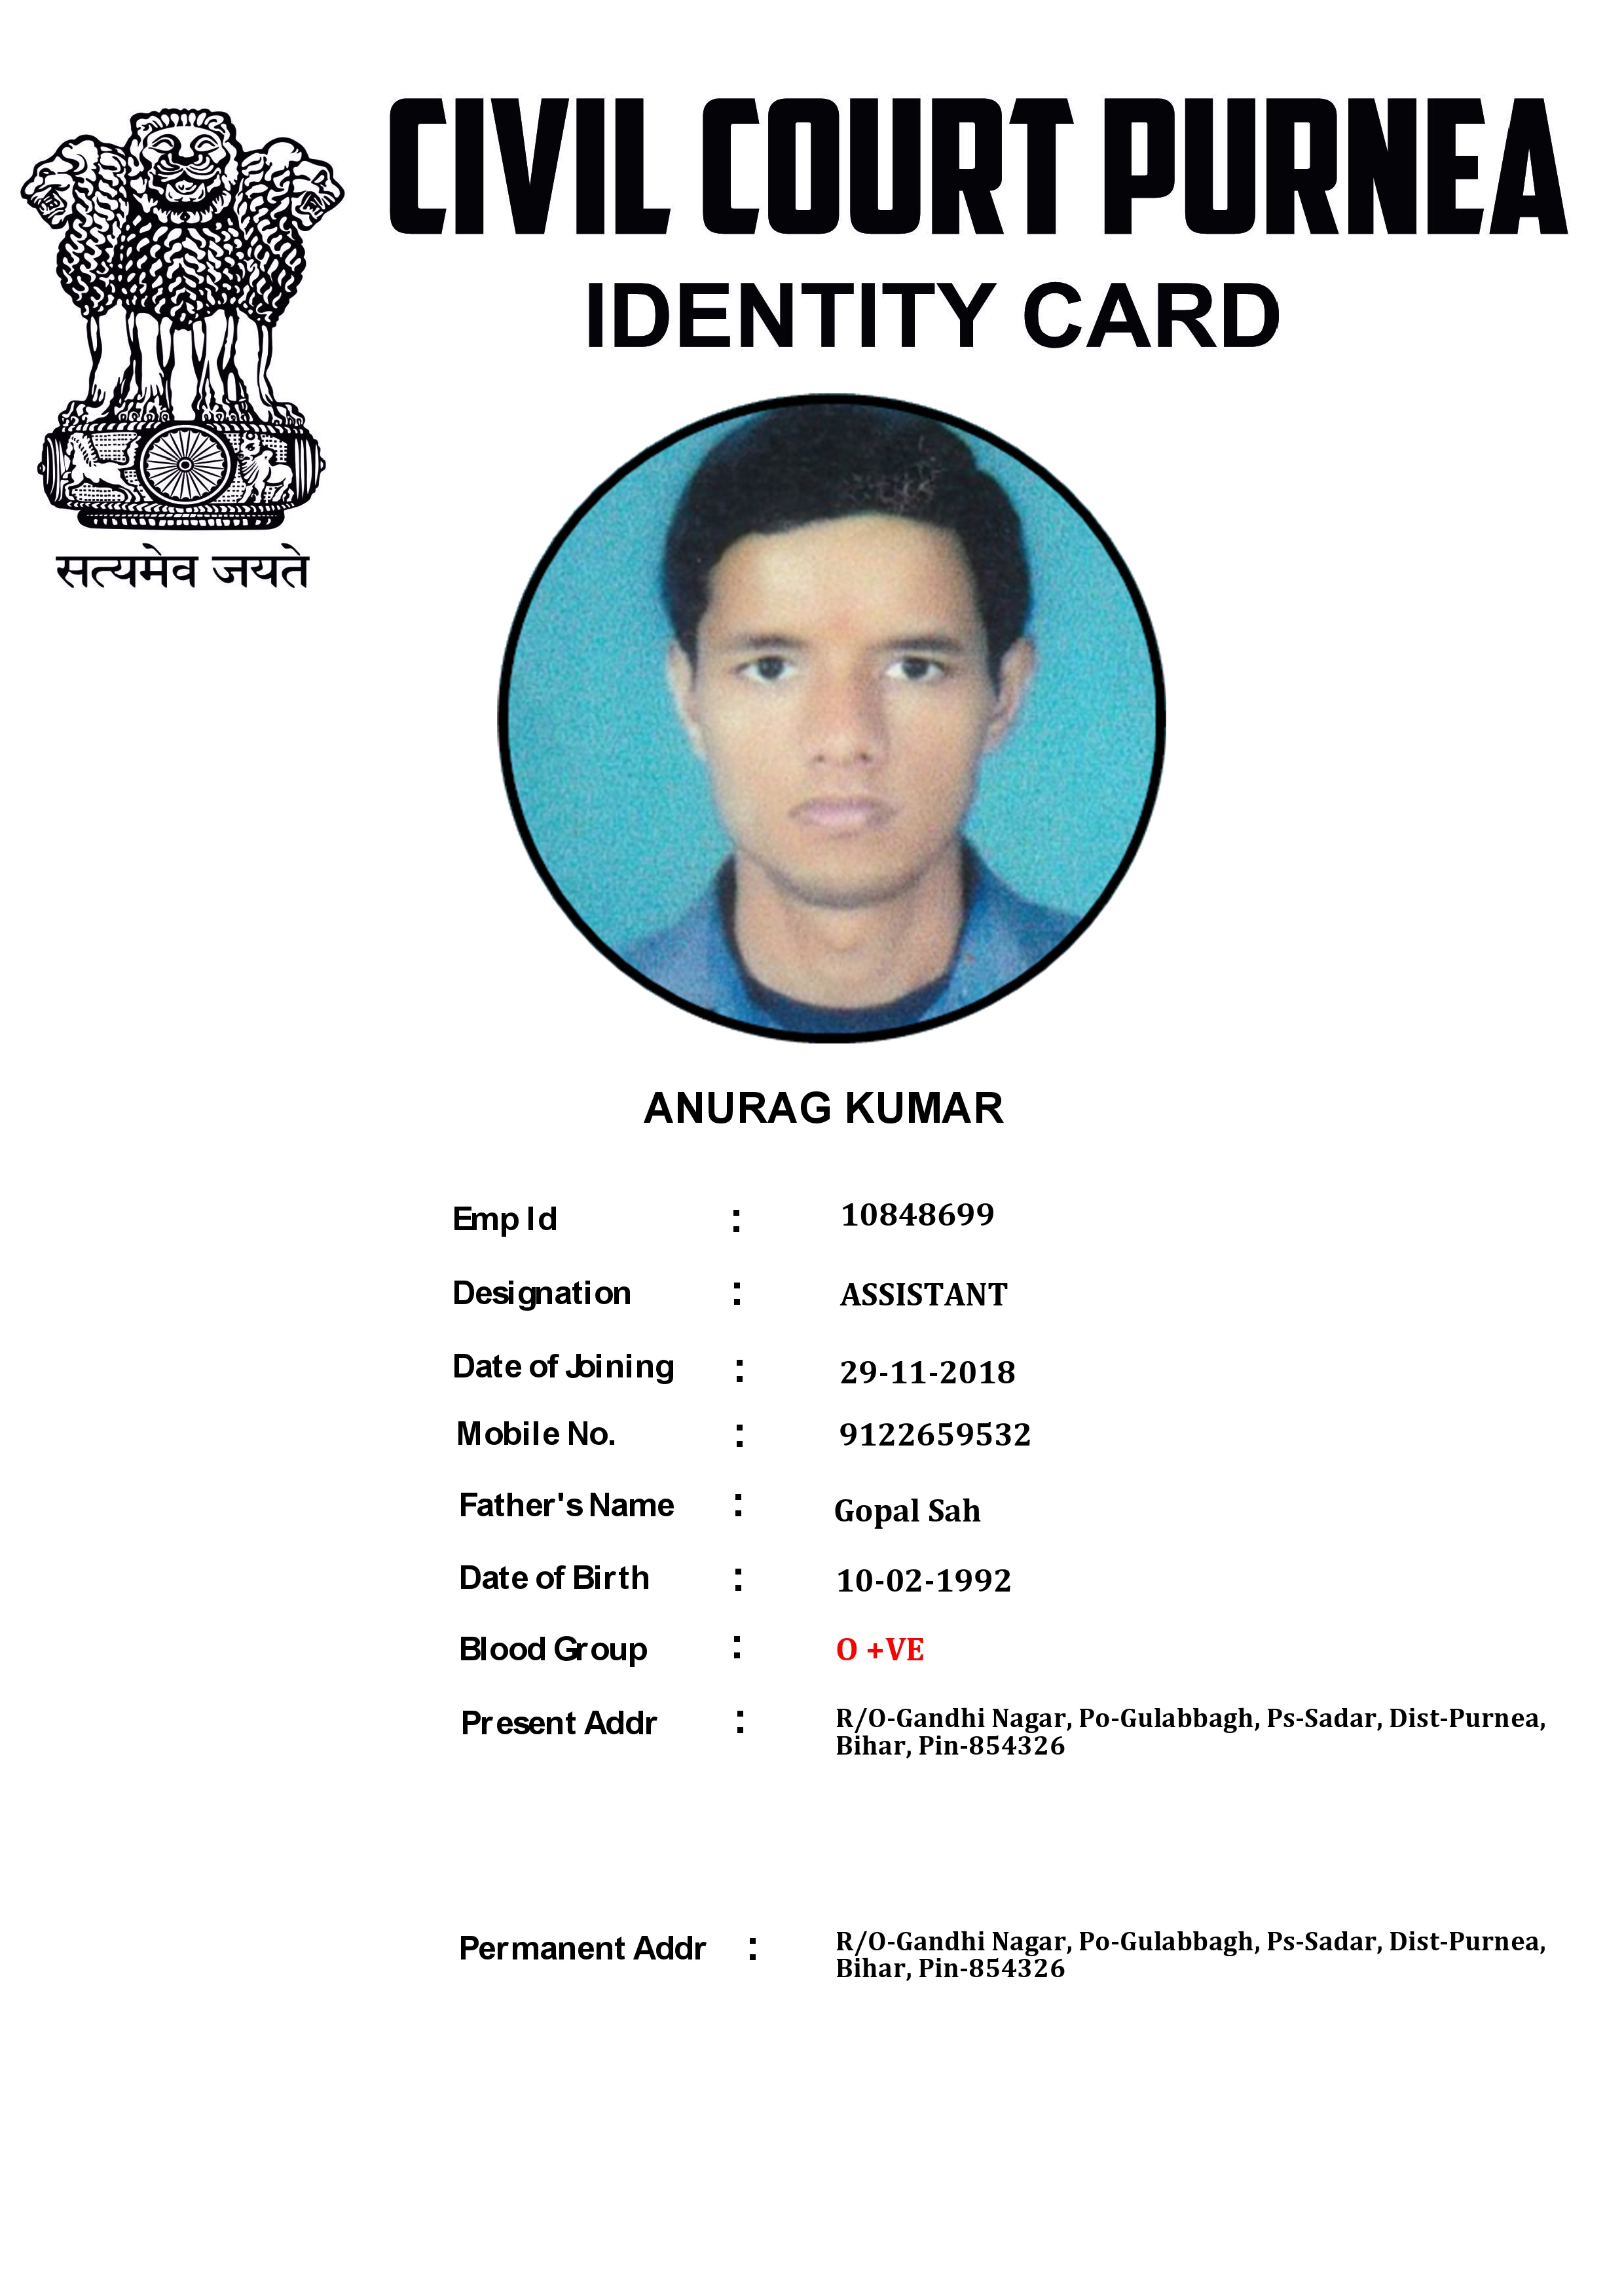 CIVIL COURT PURNEA
IDENTITY CARD
सत्यमेव जयते
ANURAG KUMAR
Emp Id : 10848699
Designation : ASSISTANT
Date of Joining : 29-11-2018
Mobile No. : 9122659532
Father's Name : Gopal Sah
Date of Birth : 10-02-1992
Blood Group : O +VE
Present Addr : R/O-Gandhi Nagar, Po-Gulabbagh, Ps-Sadar, Dist-Purnea,
Bihar, Pin-854326
Permanent Addr : R/O-Gandhi Nagar, Po-Gulabbagh, Ps-Sadar, Dist-Purnea,
Bihar, Pin-854326